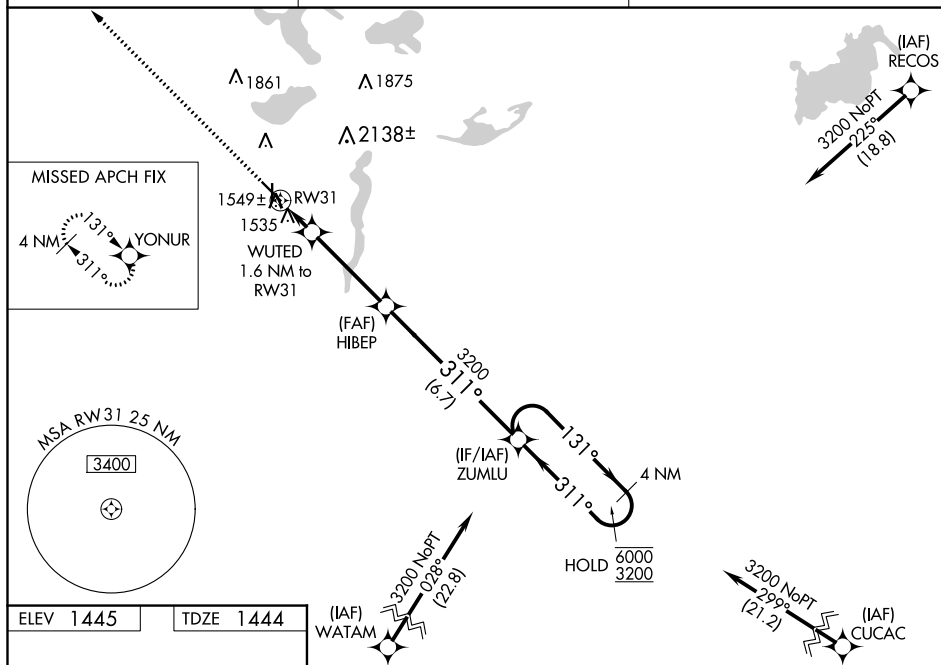 (IAF)
RECOS
3200 NoPT
225°
(18.8)
1861
1875
2138±
MISSED APCH FIX
131°
YONUR
4 NM
311°
1549±
RW31
1535
WUTED
1.6 NM to
RW31
(FAF)
HIBEP
3200
311°
(6.7)
(IF/IAF)
ZUMLU
131°
311°
4 NM
HOLD
6000
3200
MSA RW31 25 NM
3400
3200 NoPT
028°
(22.8)
(IAF)
WATAM
3200 NoPT
299°
(21.2)
(IAF)
CUCAC
ELEV 1445
TDZE 1444